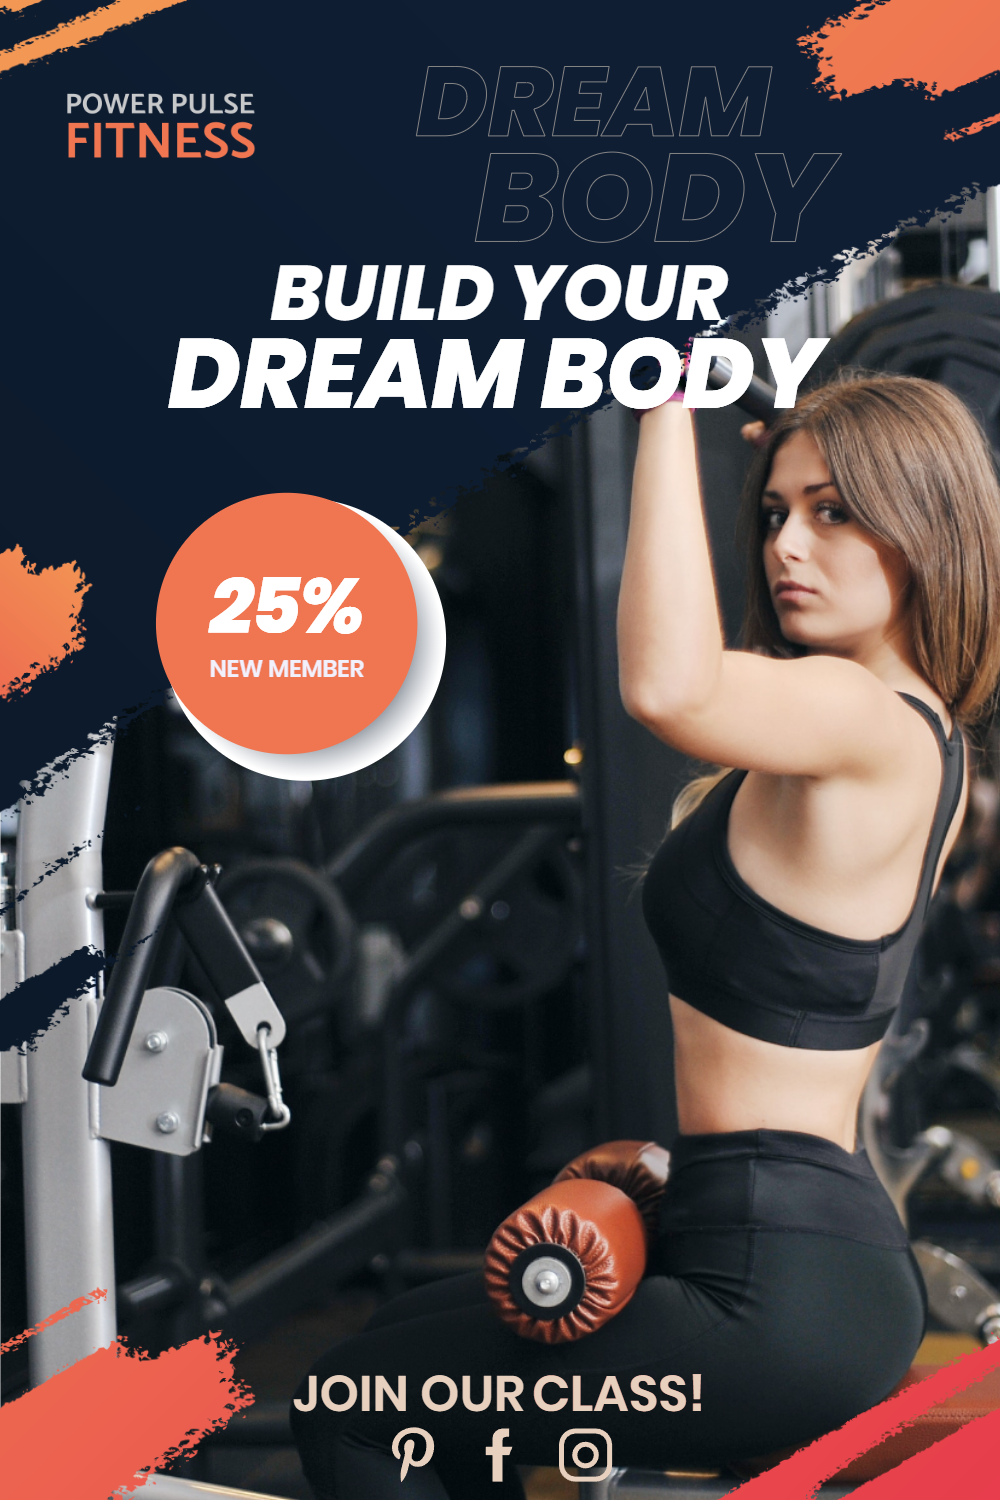 POWER PULSE
FITNESS
DREAM
BODY
BUILD YOUR
DREAM BODY
25%
NEW MEMBER
JOIN OUR CLASS!